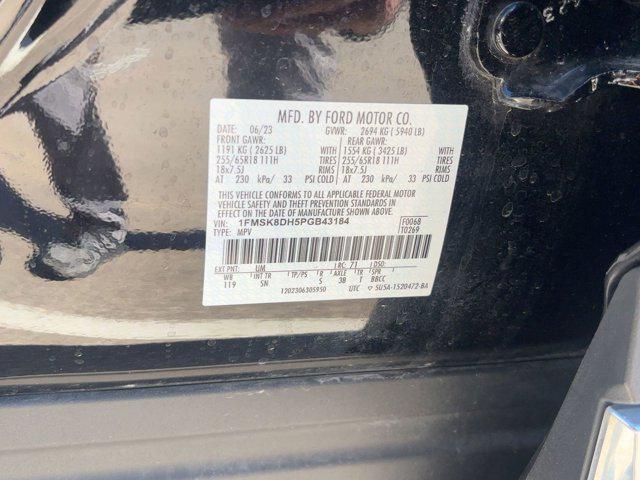 MFD. BY FORD MOTOR CO.
DATE: 06/23 GVWR: 2694 KG ( 5940 LB)
FRONT GAWR: REAR GAWR:
1191 KG ( 2625 LB) WITH 1554 KG ( 3425 LB) WITH
255/65R18 111H TIRES 255/65R18 111H TIRES
18x7.5J RIMS 18x7.5J RIMS
AT 230 kPa/ 33 PSI COLD AT 230 kPa/ 33 PSI COLD
THIS VEHICLE CONFORMS TO ALL APPLICABLE FEDERAL MOTOR
VEHICLE SAFETY AND THEFT PREVENTION STANDARDS IN
EFFECT ON THE DATE OF MANUFACTURE SHOWN ABOVE.
VIN: 1FMSK8DH5PGB43184 F0068
TYPE: MPV T0269
EXT PNT: UM RC: 71 DSO:
WB INT TR TP/PS R AXLE TR SPR
119 SN S 3B T BBCC
1202306305950 UTC 5U5A-1520472-BA